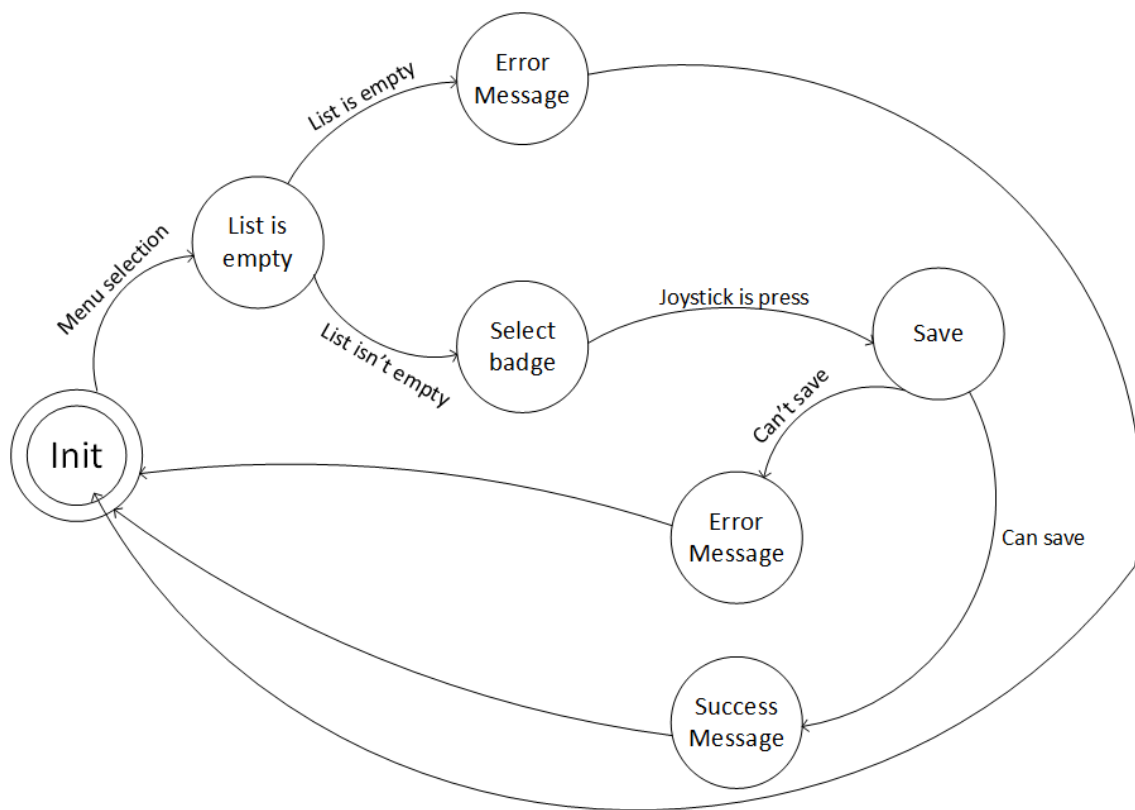 Error
Message
List is empty
List is
empty
Menu selection
List isn't empty
Select
badge
Joystick is press
Save
Can't save
Init
Error
Message
Can save
Success
Message